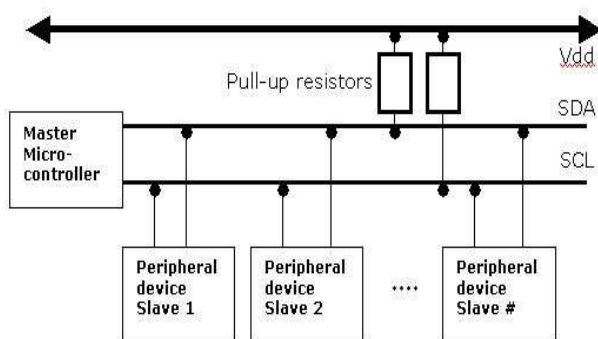 Vdd
Pull-up resistors
SDA
Master
Micro-
controller
SCL
Peripheral
device
Slave 1
Peripheral
device
Slave 2
....
Peripheral
device
Slave #